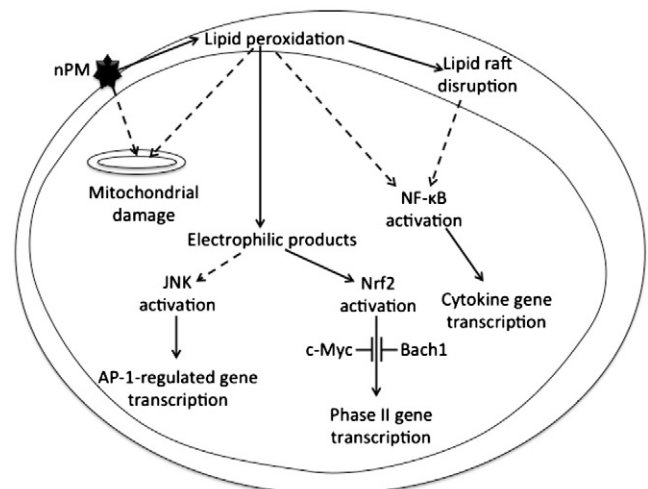 nPM
Lipid peroxidation
Lipid raft
disruption
Mitochondrial
damage
NF-κB
activation
Electrophilic products
JNK
activation
Nrf2
activation
Cytokine gene
transcription
c-Myc
Bach1
AP-1-regulated gene
transcription
Phase II gene
transcription